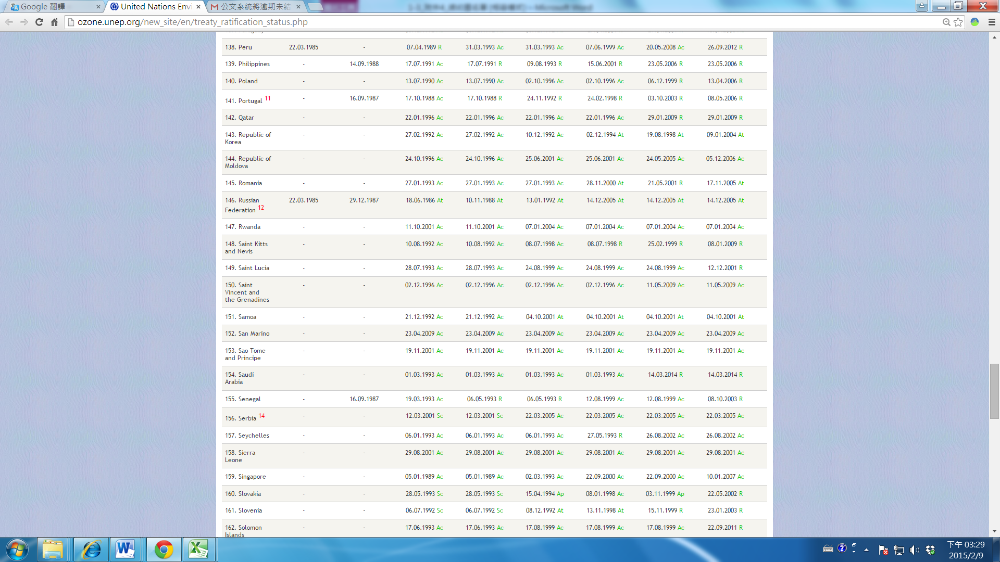 Google 翻譯
United Nations Envi
公文系統將逾期未結
ozone.unep.org/new_site/en/treaty_ratification_status.php
138. Peru 22.03.1985 - 07.04.1989 R 31.03.1993 Ac 31.03.1993 Ac 07.06.1999 Ac 20.05.2008 Ac 26.09.2012 R
139. Philippines - 14.09.1988 17.07.1991 Ac 17.07.1991 R 09.08.1993 R 15.06.2001 R 23.05.2006 R 23.05.2006 R
140. Poland - - 13.07.1990 Ac 13.07.1990 Ac 02.10.1996 Ac 02.10.1996 Ac 06.12.1999 R 13.04.2006 R
141. Portugal 11 - 16.09.1987 17.10.1988 Ac 17.10.1988 R 24.11.1992 R 24.02.1998 R 03.10.2003 R 08.05.2006 R
142. Qatar - - 22.01.1996 Ac 22.01.1996 Ac 22.01.1996 Ac 22.01.1996 Ac 29.01.2009 R 29.01.2009 R
143. Republic of - - 27.02.1992 Ac 27.02.1992 Ac 10.12.1992 Ac 02.12.1994 At 19.08.1998 At 09.01.2004 At
Korea
144. Republic of - - 24.10.1996 Ac 24.10.1996 Ac 25.06.2001 Ac 25.06.2001 Ac 24.05.2005 Ac 05.12.2006 Ac
Moldova
145. Romania - - 27.01.1993 Ac 27.01.1993 Ac 27.01.1993 Ac 28.11.2000 At 21.05.2001 R 17.11.2005 At
146. Russian 22.03.1985 29.12.1987 18.06.1986 At 10.11.1988 At 13.01.1992 At 14.12.2005 At 14.12.2005 At 14.12.2005 At
Federation 12
147. Rwanda - - 11.10.2001 Ac 11.10.2001 Ac 07.01.2004 Ac 07.01.2004 Ac 07.01.2004 Ac 07.01.2004 Ac
148. Saint Kitts - - 10.08.1992 Ac 10.08.1992 Ac 08.07.1998 Ac 08.07.1998 R 25.02.1999 R 08.01.2009 R
and Nevis
149. Saint Lucia - - 28.07.1993 Ac 28.07.1993 Ac 24.08.1999 Ac 24.08.1999 Ac 24.08.1999 Ac 12.12.2001 R
150. Saint - - 02.12.1996 Ac 02.12.1996 Ac 02.12.1996 Ac 02.12.1996 Ac 11.05.2009 Ac 11.05.2009 Ac
Vincent and
the Grenadines
151. Samoa - - 21.12.1992 Ac 21.12.1992 Ac 04.10.2001 At 04.10.2001 At 04.10.2001 At 04.10.2001 At
152. San Marino - - 23.04.2009 Ac 23.04.2009 Ac 23.04.2009 Ac 23.04.2009 Ac 23.04.2009 Ac 23.04.2009 Ac
153. Sao Tome - - 19.11.2001 Ac 19.11.2001 Ac 19.11.2001 Ac 19.11.2001 Ac 19.11.2001 Ac 19.11.2001 Ac
and Principe
154. Saudi - - 01.03.1993 Ac 01.03.1993 Ac 01.03.1993 Ac 01.03.1993 Ac 14.03.2014 R 14.03.2014 R
Arabia
155. Senegal - 16.09.1987 19.03.1993 Ac 06.05.1993 R 06.05.1993 R 12.08.1999 Ac 12.08.1999 Ac 08.10.2003 R
156. Serbia 14 - - 12.03.2001 Sc 12.03.2001 Sc 22.03.2005 Ac 22.03.2005 Ac 22.03.2005 Ac 22.03.2005 Ac
157. Seychelles - - 06.01.1993 Ac 06.01.1993 Ac 06.01.1993 Ac 27.05.1993 R 26.08.2002 Ac 26.08.2002 Ac
158. Sierra - - 29.08.2001 Ac 29.08.2001 Ac 29.08.2001 Ac 29.08.2001 Ac 29.08.2001 Ac 29.08.2001 Ac
Leone
159. Singapore - - 05.01.1989 Ac 05.01.1989 Ac 02.03.1993 Ac 22.09.2000 Ac 22.09.2000 Ac 10.01.2007 Ac
160. Slovakia - - 28.05.1993 Sc 28.05.1993 Sc 15.04.1994 Ap 08.01.1998 Ac 03.11.1999 Ap 22.05.2002 R
161. Slovenia - - 06.07.1992 Sc 06.07.1992 Sc 08.12.1992 At 13.11.1998 At 15.11.1999 R 23.01.2003 R
162. Solomon - - 17.06.1993 Ac 17.06.1993 Ac 17.08.1999 Ac 17.08.1999 Ac 17.08.1999 Ac 22.09.2011 R
Islands
下午 03:29
2015/2/9